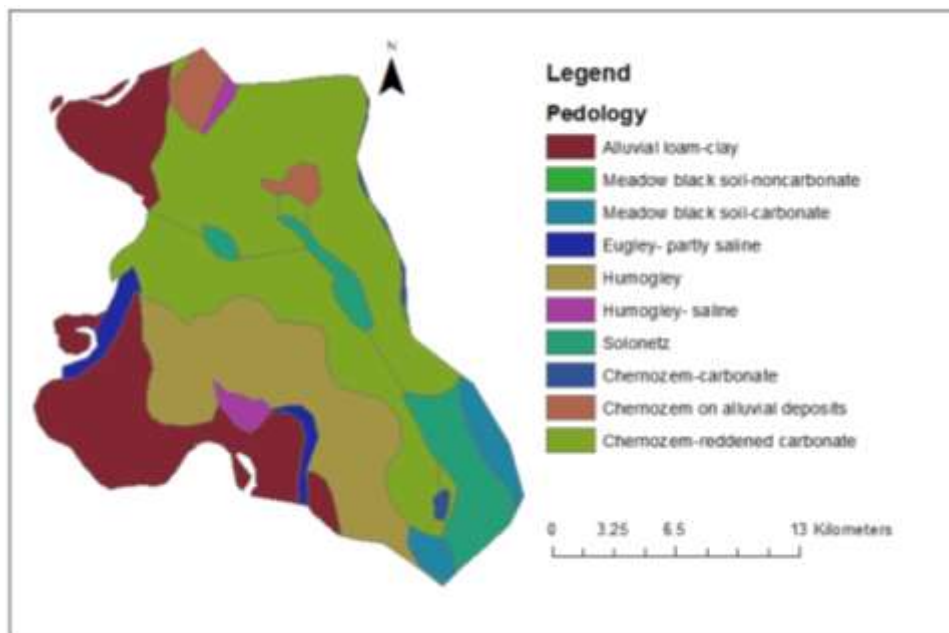 N
Legend
Pedology
Alluvial loam-clay
Meadow black soil-noncarbonate
Meadow black soil-carbonate
Eugley- partly saline
Humogley
Humogley- saline
Solonetz
Chernozem-carbonate
Chernozem on alluvial deposits
Chernozem-reddened carbonate
0 3.25 6.5 13 Kilometers